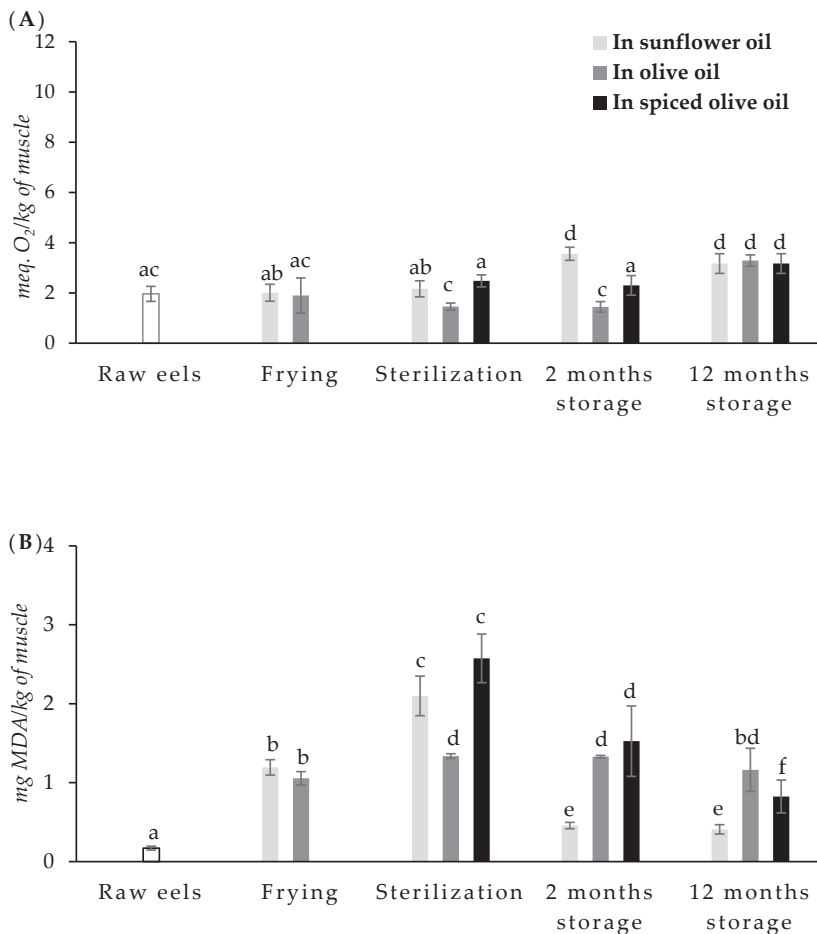 (A)
12
10
8
6
4
2
0
meq. O2/kg of muscle
In sunflower oil
In olive oil
In spiced olive oil
ac
ab
ac
ab
c
a
d
c
a
d
d
d
Raw eels
Frying
Sterilization
2 months
storage
12 months
storage
(B)
4
3
2
1
0
mg MDA/kg of muscle
a
b
b
c
d
c
e
d
d
e
bd
f
Raw eels
Frying
Sterilization
2 months
storage
12 months
storage